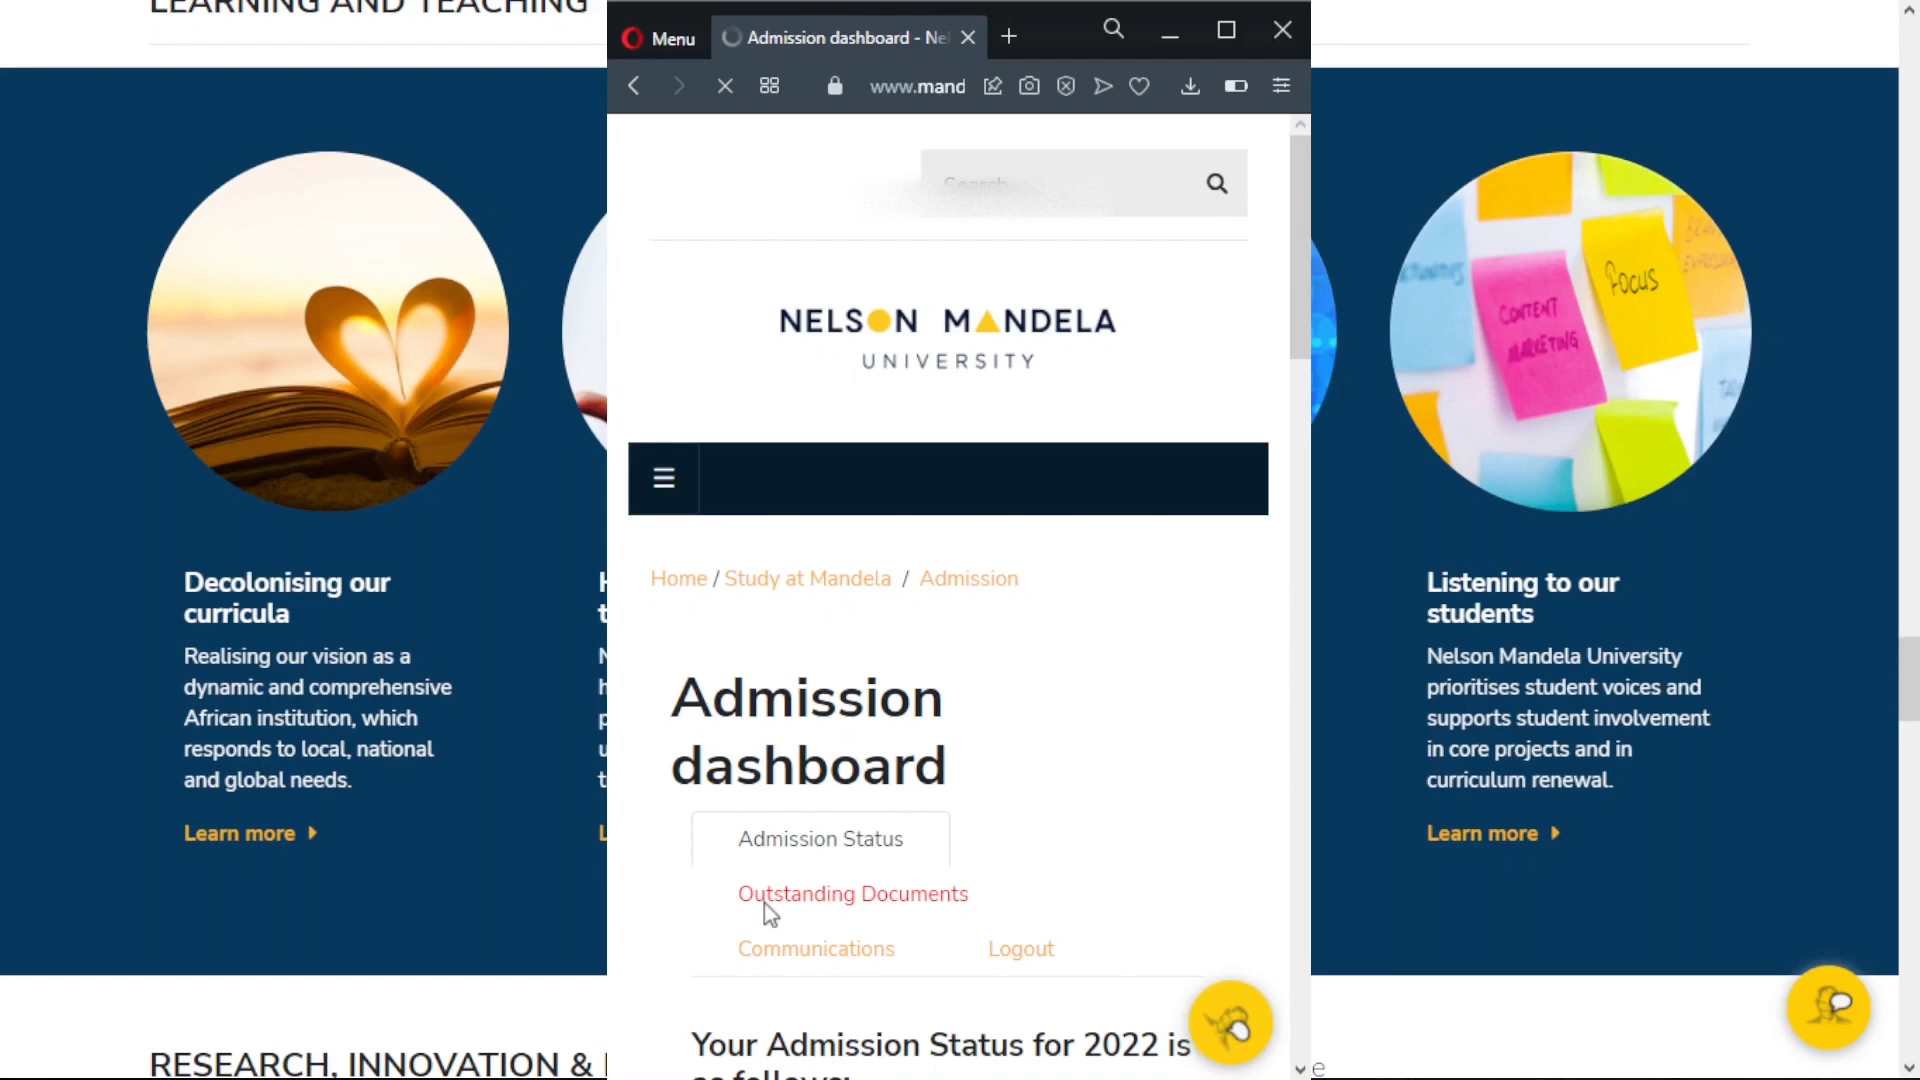 LEARNING AND TEACHING
Menu
Admission dashboard - Ne
www.mand
Search
NELSON MANDELA
UNIVERSITY
Home / Study at Mandela / Admission
Admission
dashboard
Admission Status
Outstanding Documents
Communications
Logout
Your Admission Status for 2022 is
as follows:
Decolonising our
curricula
Realising our vision as a
dynamic and comprehensive
African institution, which
responds to local, national
and global needs.
Learn more
CONTENT
MARKETING
FOCUS
Listening to our
students
Nelson Mandela University
prioritises student voices and
supports student involvement
in core projects and in
curriculum renewal.
Learn more
RESEARCH, INNOVATION &